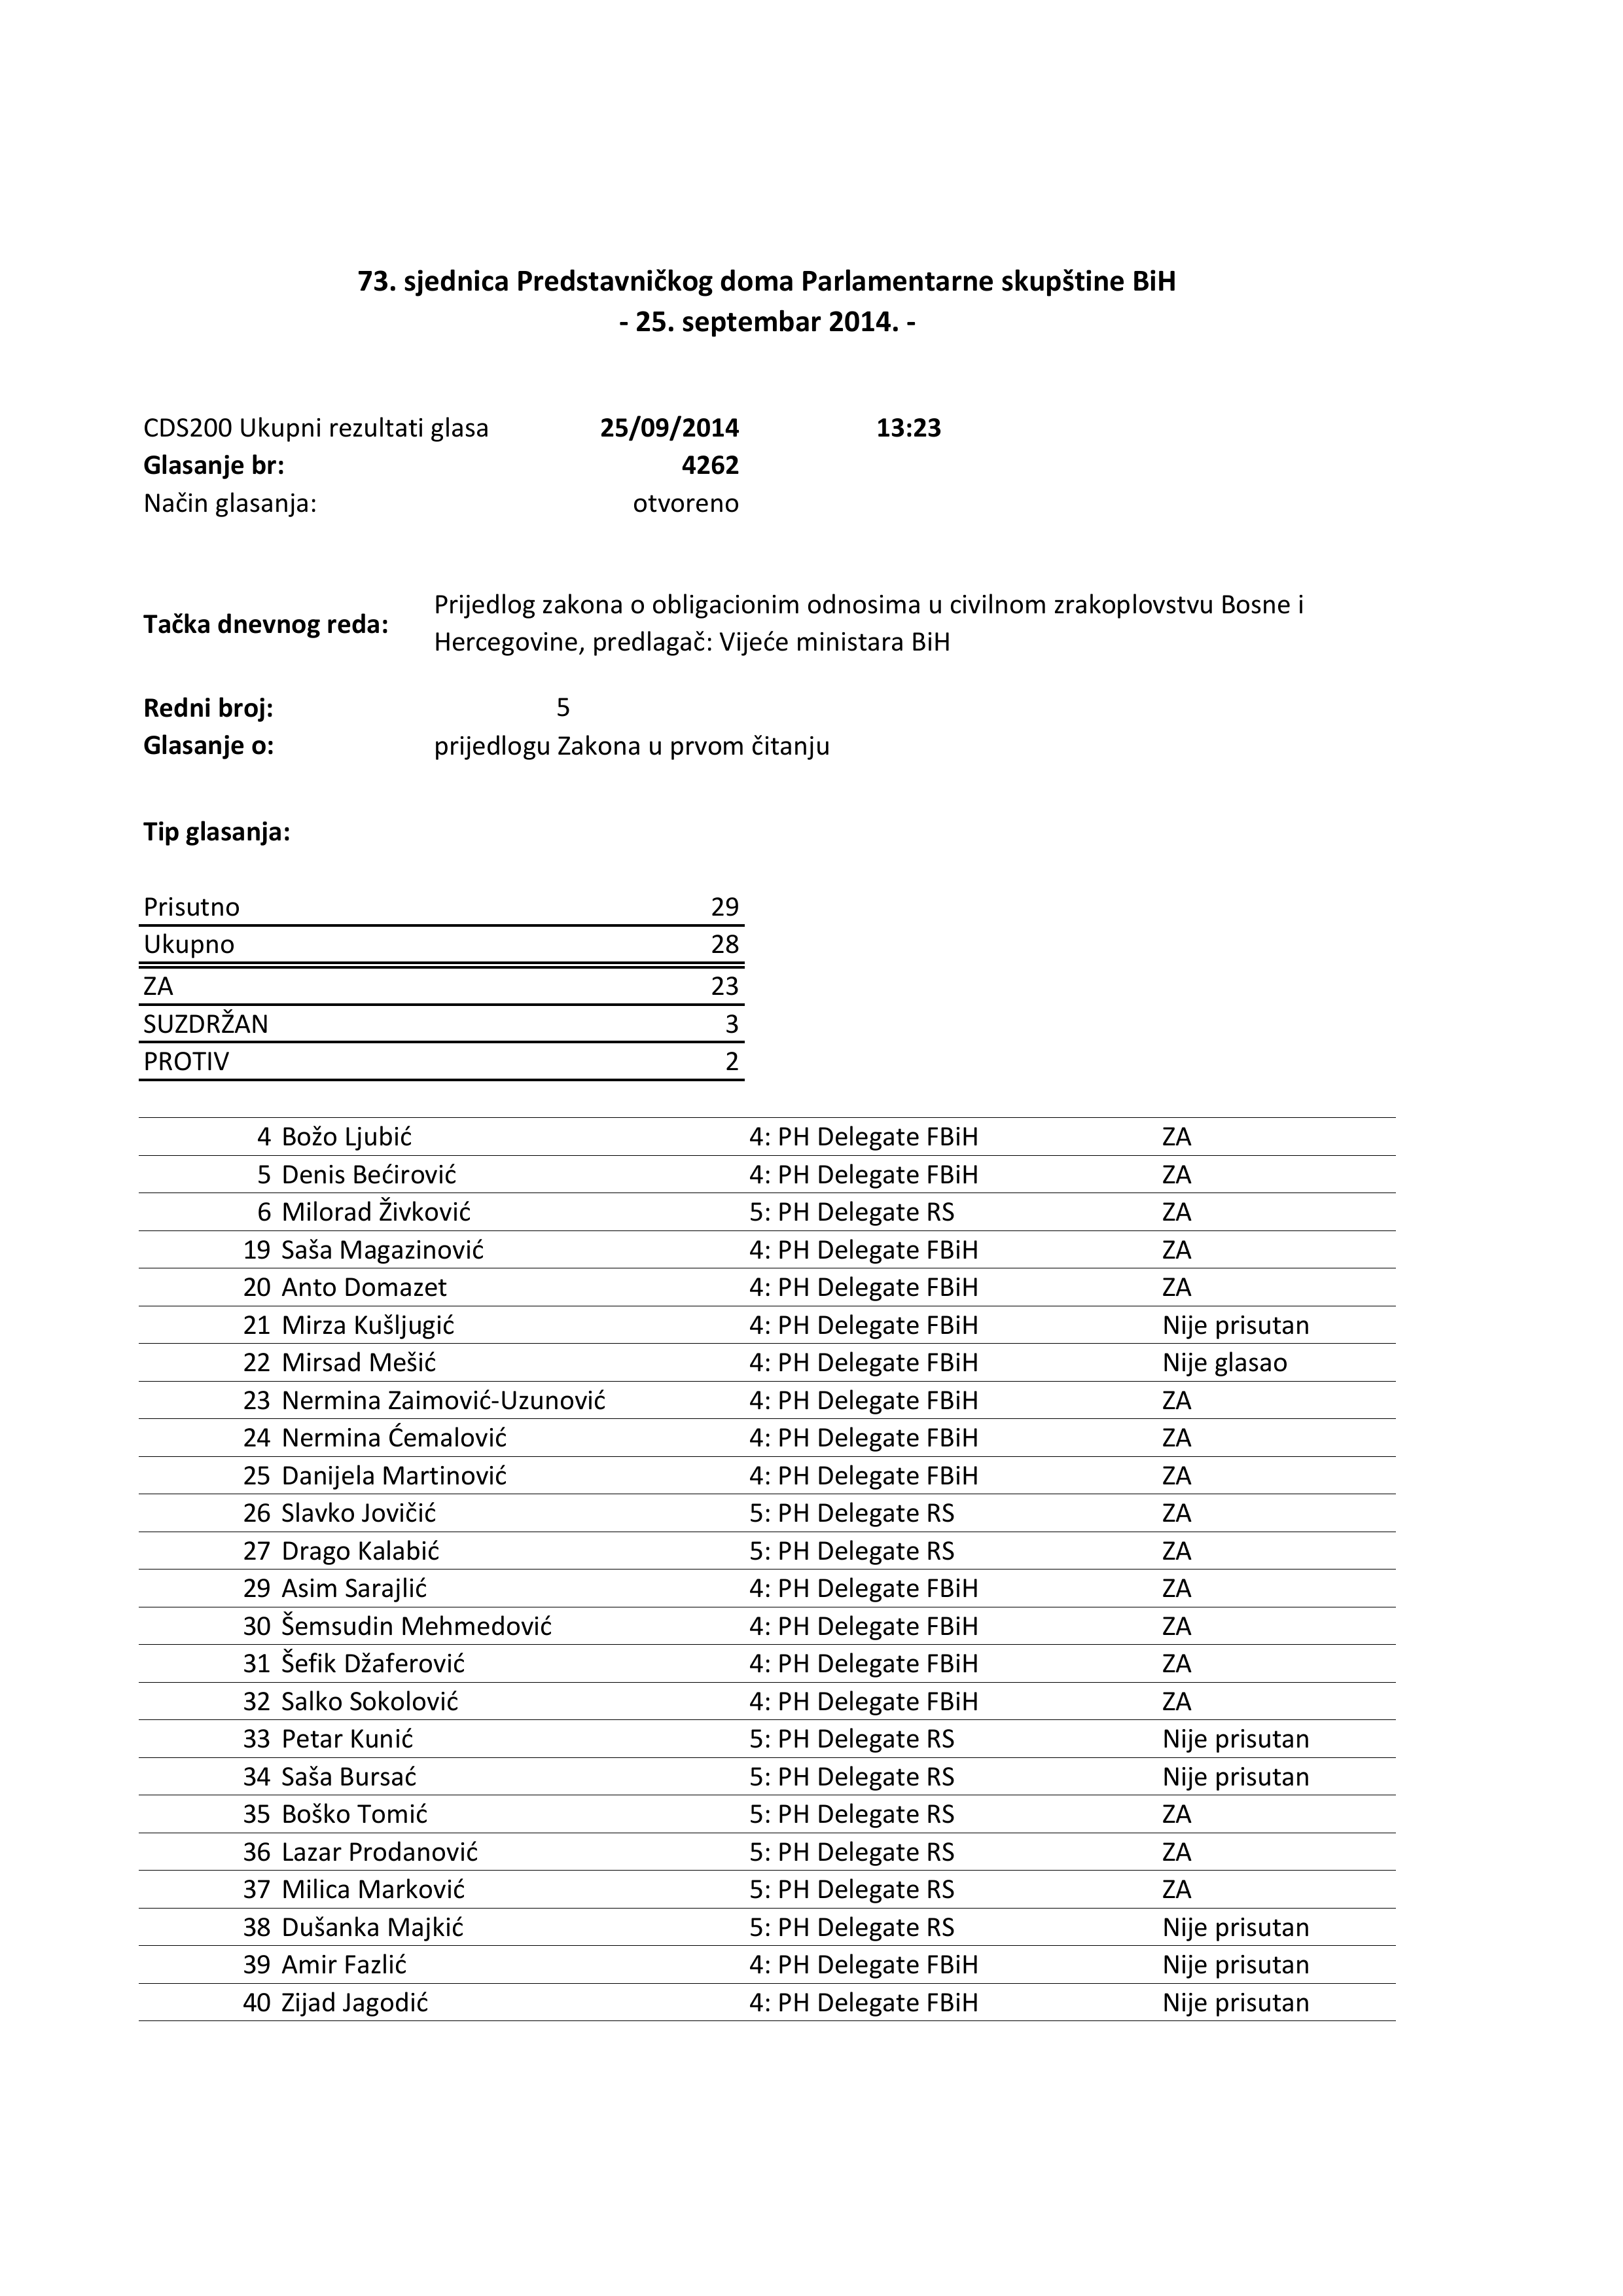 73. sjednica Predstavničkog doma Parlamentarne skupštine BiH
- 25. septembar 2014. -
CDS200 Ukupni rezultati glasa 25/09/2014 13:23
Glasanje br: 4262
Način glasanja: otvoreno
Tačka dnevnog reda: Prijedlog zakona o obligacionim odnosima u civilnom zrakoplovstvu Bosne i
Hercegovine, predlagač: Vijeće ministara BiH
Redni broj: 5
Glasanje o: prijedlogu Zakona u prvom čitanju
Tip glasanja:
Prisutno 29
Ukupno 28
ZA 23
SUZDRŽAN 3
PROTIV 2
4 Božo Ljubić 4: PH Delegate FBiH ZA
5 Denis Bećirović 4: PH Delegate FBiH ZA
6 Milorad Živković 5: PH Delegate RS ZA
19 Saša Magazinović 4: PH Delegate FBiH ZA
20 Anto Domazet 4: PH Delegate FBiH ZA
21 Mirza Kušljugić 4: PH Delegate FBiH Nije prisutan
22 Mirsad Mešić 4: PH Delegate FBiH Nije glasao
23 Nermina Zaimović-Uzunović 4: PH Delegate FBiH ZA
24 Nermina Ćemalović 4: PH Delegate FBiH ZA
25 Danijela Martinović 4: PH Delegate FBiH ZA
26 Slavko Jovičić 5: PH Delegate RS ZA
27 Drago Kalabić 5: PH Delegate RS ZA
29 Asim Sarajlić 4: PH Delegate FBiH ZA
30 Šemsudin Mehmedović 4: PH Delegate FBiH ZA
31 Šefik Džaferović 4: PH Delegate FBiH ZA
32 Salko Sokolović 4: PH Delegate FBiH ZA
33 Petar Kunić 5: PH Delegate RS Nije prisutan
34 Saša Bursać 5: PH Delegate RS Nije prisutan
35 Boško Tomić 5: PH Delegate RS ZA
36 Lazar Prodanović 5: PH Delegate RS ZA
37 Milica Marković 5: PH Delegate RS ZA
38 Dušanka Majkić 5: PH Delegate RS Nije prisutan
39 Amir Fazlić 4: PH Delegate FBiH Nije prisutan
40 Zijad Jagodić 4: PH Delegate FBiH Nije prisutan